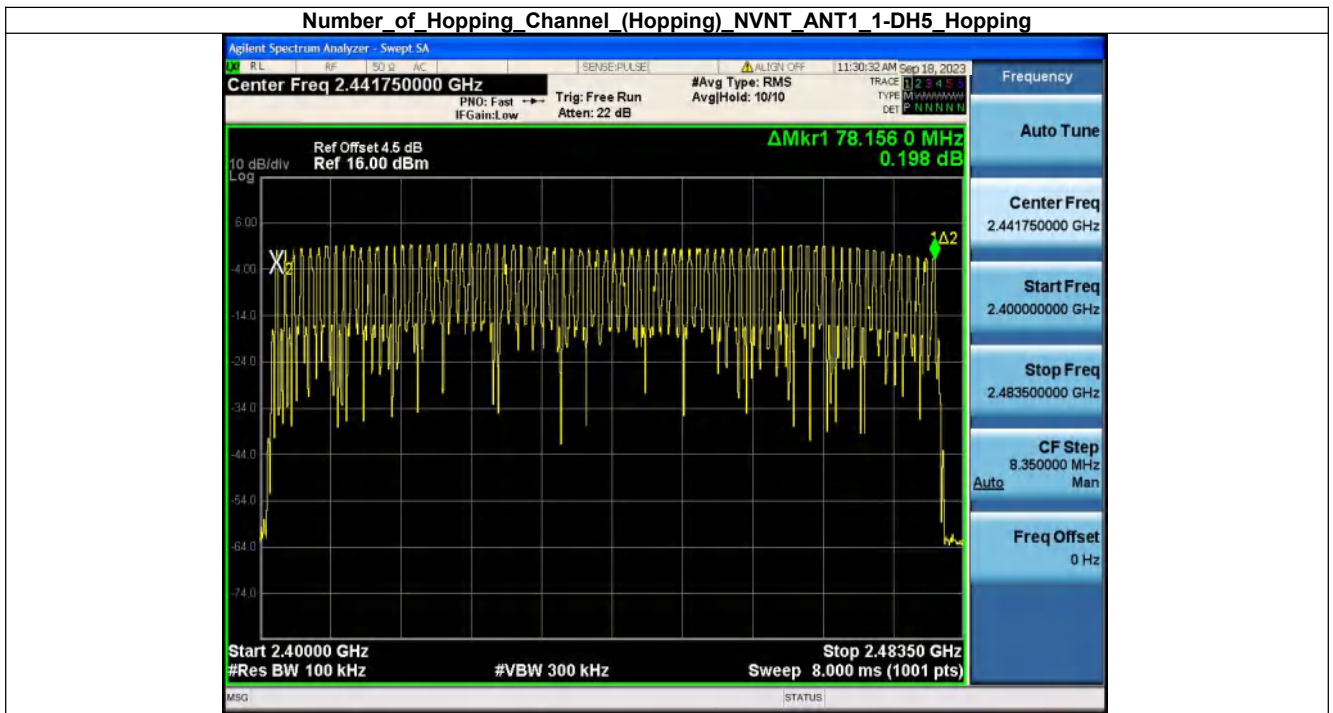 Number_of_Hopping_Channel_(Hopping)_NVNT_ANT1_1-DH5_Hopping
Agilent Spectrum Analyzer - Swept SA
RL RF 50 Ω AC SENSE:PULSE ALIGN OFF 11:30:32 AM Sep 18, 2023
Center Freq 2.441750000 GHz
PNO: Fast
IFGain:Low
Trig: Free Run
Atten: 22 dB
#Avg Type: RMS
Avg|Hold: 10/10
TRACE 1 2 3 4 5 6
TYPE M W W W W W
DET P N N N N N
Frequency
Auto Tune
Center Freq
2.441750000 GHz
Start Freq
2.400000000 GHz
Stop Freq
2.483500000 GHz
CF Step
8.350000 MHz
Auto Man
Freq Offset
0 Hz
ΔMkr1 78.156 0 MHz
0.198 dB
Ref Offset 4.5 dB
10 dB/div Ref 16.00 dBm
Log
6.00
-4.00
-14.0
-24.0
-34.0
-44.0
-54.0
-64.0
-74.0
X2
1Δ2
Start 2.40000 GHz Stop 2.48350 GHz
#Res BW 100 kHz #VBW 300 kHz Sweep 8.000 ms (1001 pts)
MSG STATUS